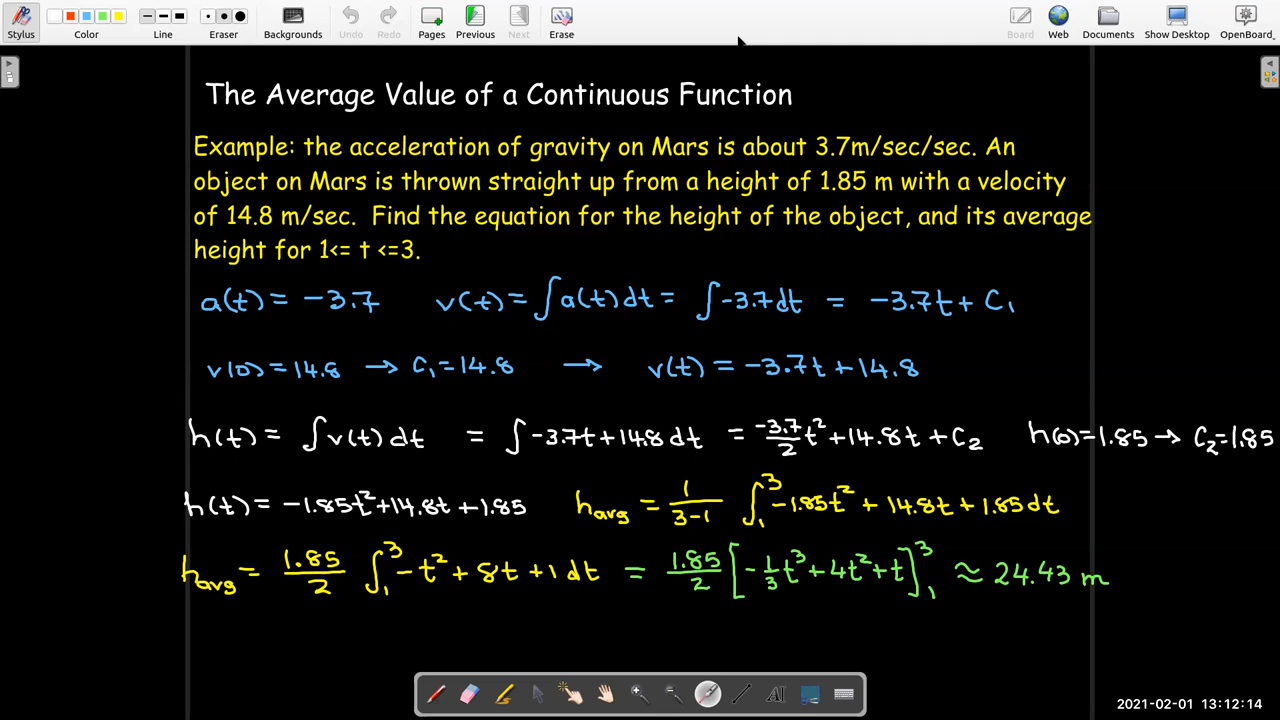 Stylus Color Line Eraser Backgrounds Undo Redo Pages Previous Next Erase Board Web Documents Show Desktop OpenBoard
The Average Value of a Continuous Function
Example: the acceleration of gravity on Mars is about 3.7m/sec/sec. An
object on Mars is thrown straight up from a height of 1.85 m with a velocity
of 14.8 m/sec. Find the equation for the height of the object, and its average
height for 1<= t <=3.
a(t) = -3.7 v(t) = ∫a(t)dt = ∫-3.7dt = -3.7t + C₁
v(0) = 14.8 → C₁=14.8 → v(t) = -3.7t + 14.8
h(t) = ∫v(t)dt = ∫-3.7t+14.8dt = -3.7/2 t²+14.8t+C₂ h(0)=1.85 → C₂=1.85
h(t) = -1.85t²+14.8t+1.85 h_avg = 1/(3-1) ∫₁³ -1.85t² + 14.8t + 1.85dt
h_avg = 1.85/2 ∫₁³ -t² + 8t + 1 dt = 1.85/2 [-1/3 t³ + 4t² + t]₁³ ≈ 24.43 m
AI
2021-02-01 13:12:14